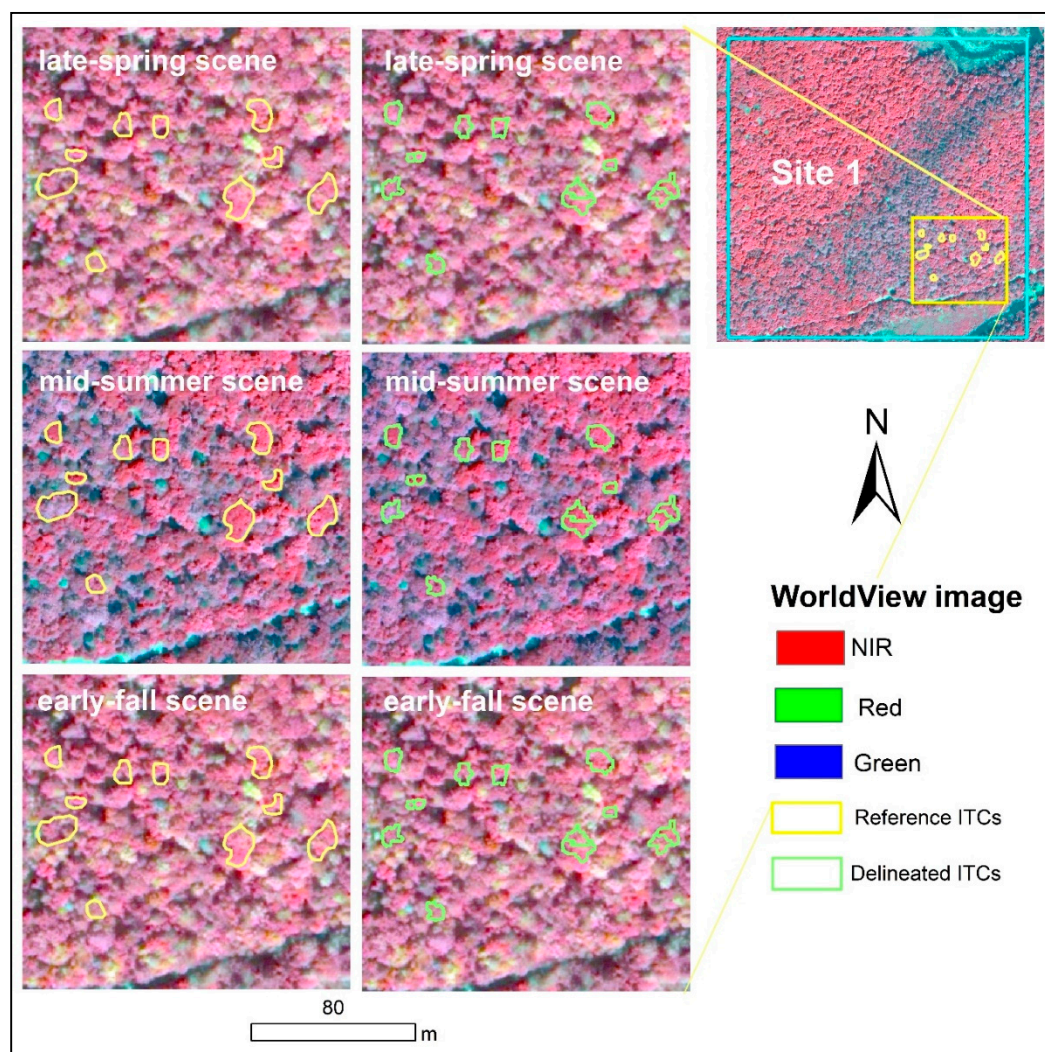 late-spring scene
late-spring scene
Site 1
mid-summer scene
mid-summer scene
N
WorldView image
NIR
Red
early-fall scene
early-fall scene
Green
Reference ITCs
Delineated ITCs
80
m